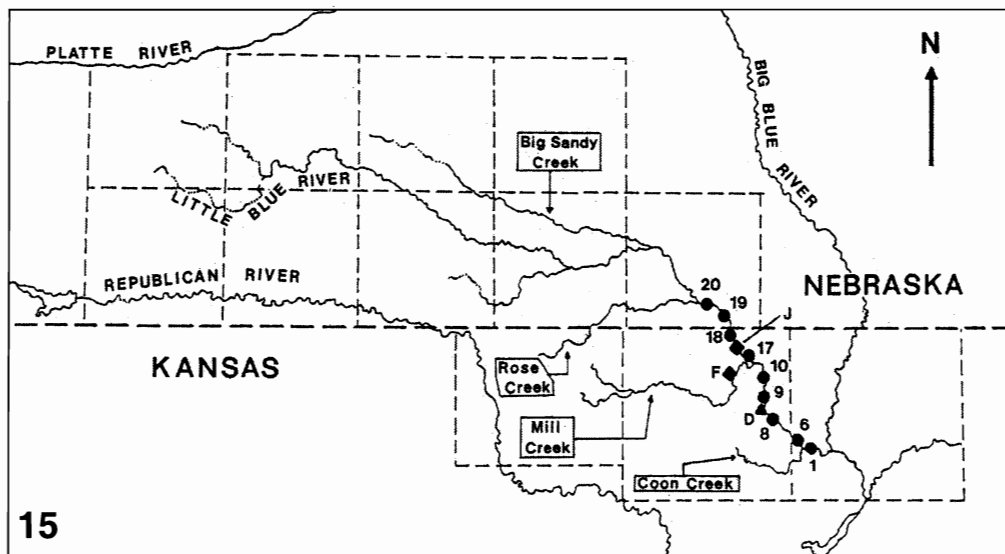 PLATTE RIVER
N
BIG BLUE RIVER
Big Sandy
Creek
LITTLE BLUE RIVER
REPUBLICAN RIVER
NEBRASKA
20
19
J
18
17
KANSAS
Rose
Creek
F
10
9
Mill
Creek
D
8
6
1
Coon Creek
15